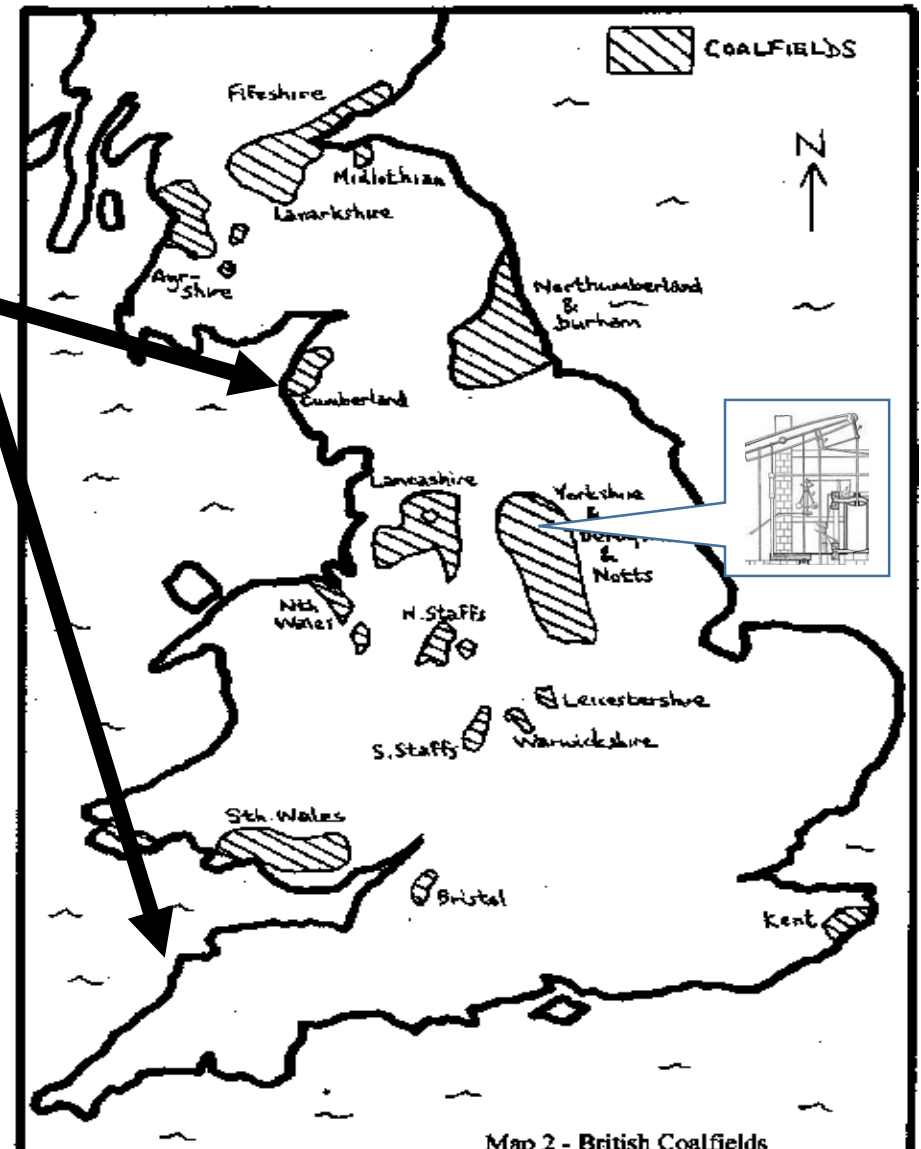 COALFIELDS
N
Fifeshire
Midlothian
Lanarkshire
Ayr-
shire
Northumberland
&
Durham
Cumberland
Lancashire
Yorkshire
&
&
Notts
Nth
Wales
N. Staffs
Leicestershire
S. Staffs
Warwickshire
Sth. Wales
Bristol
Kent
Map 2 - British Coalfields